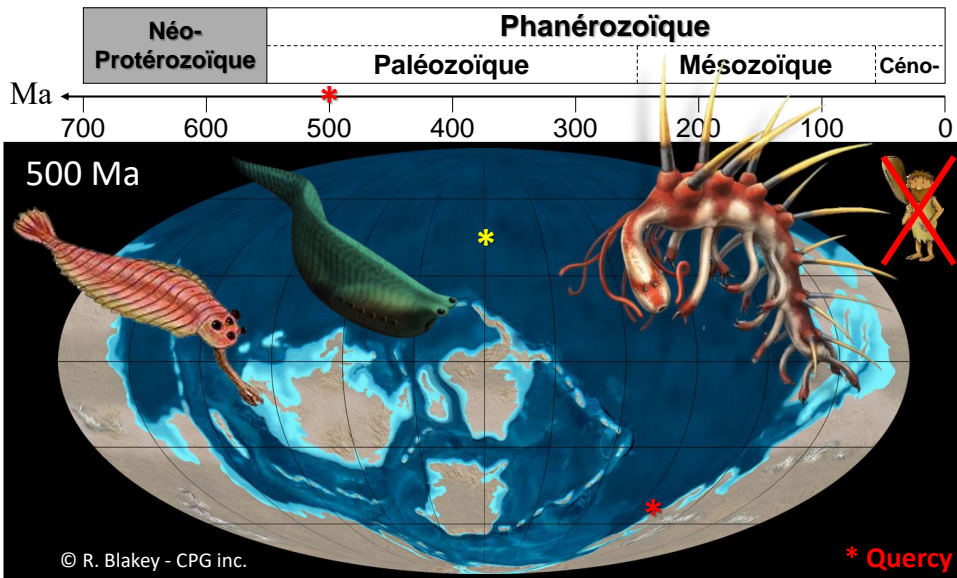 Néo-
Protérozoïque
Phanérozoïque
Paléozoïque
Mésozoïque
Céno-
Ma
*
700
600
500
400
300
200
100
0
500 Ma
*
*
© R. Blakey - CPG inc.
* Quercy